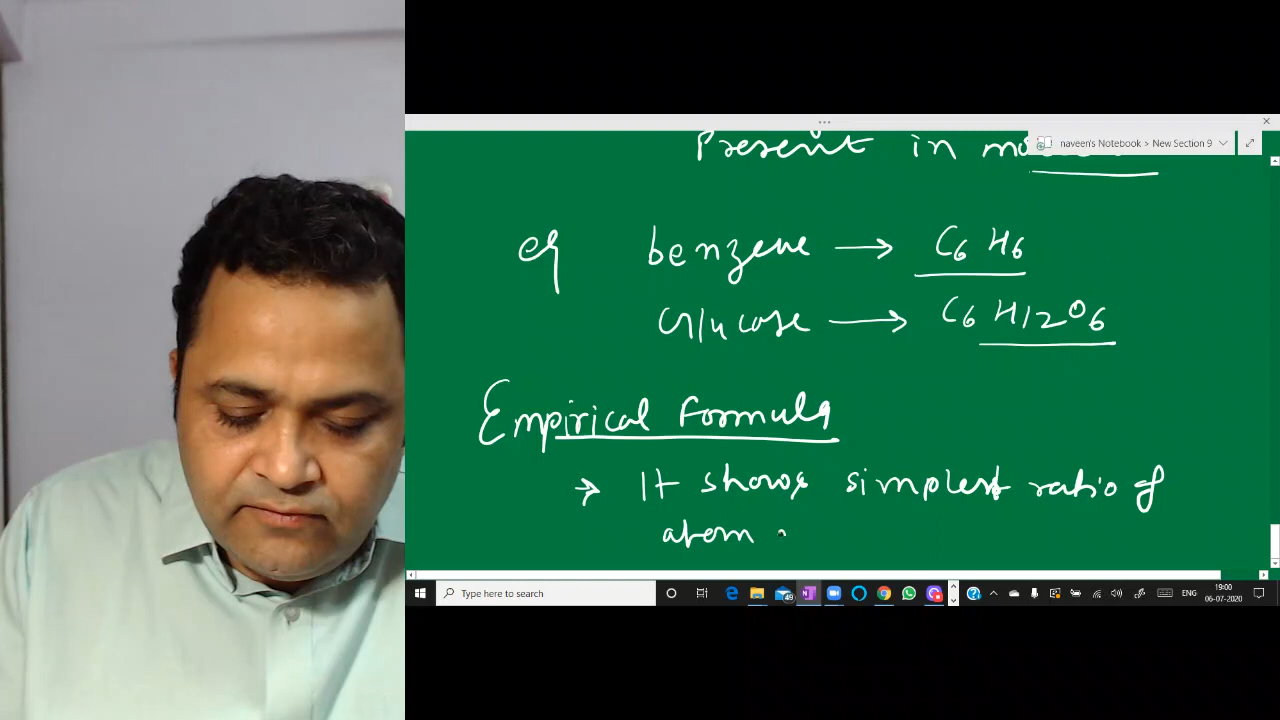 Present in
naveen's Notebook > New Section 9
eg benzene → C6 H6
Glucose → C6 H12 O6
Empirical Formula
→ It shows simplest ratio of
atom
Type here to search
49
ENG
19:00
06-07-2020